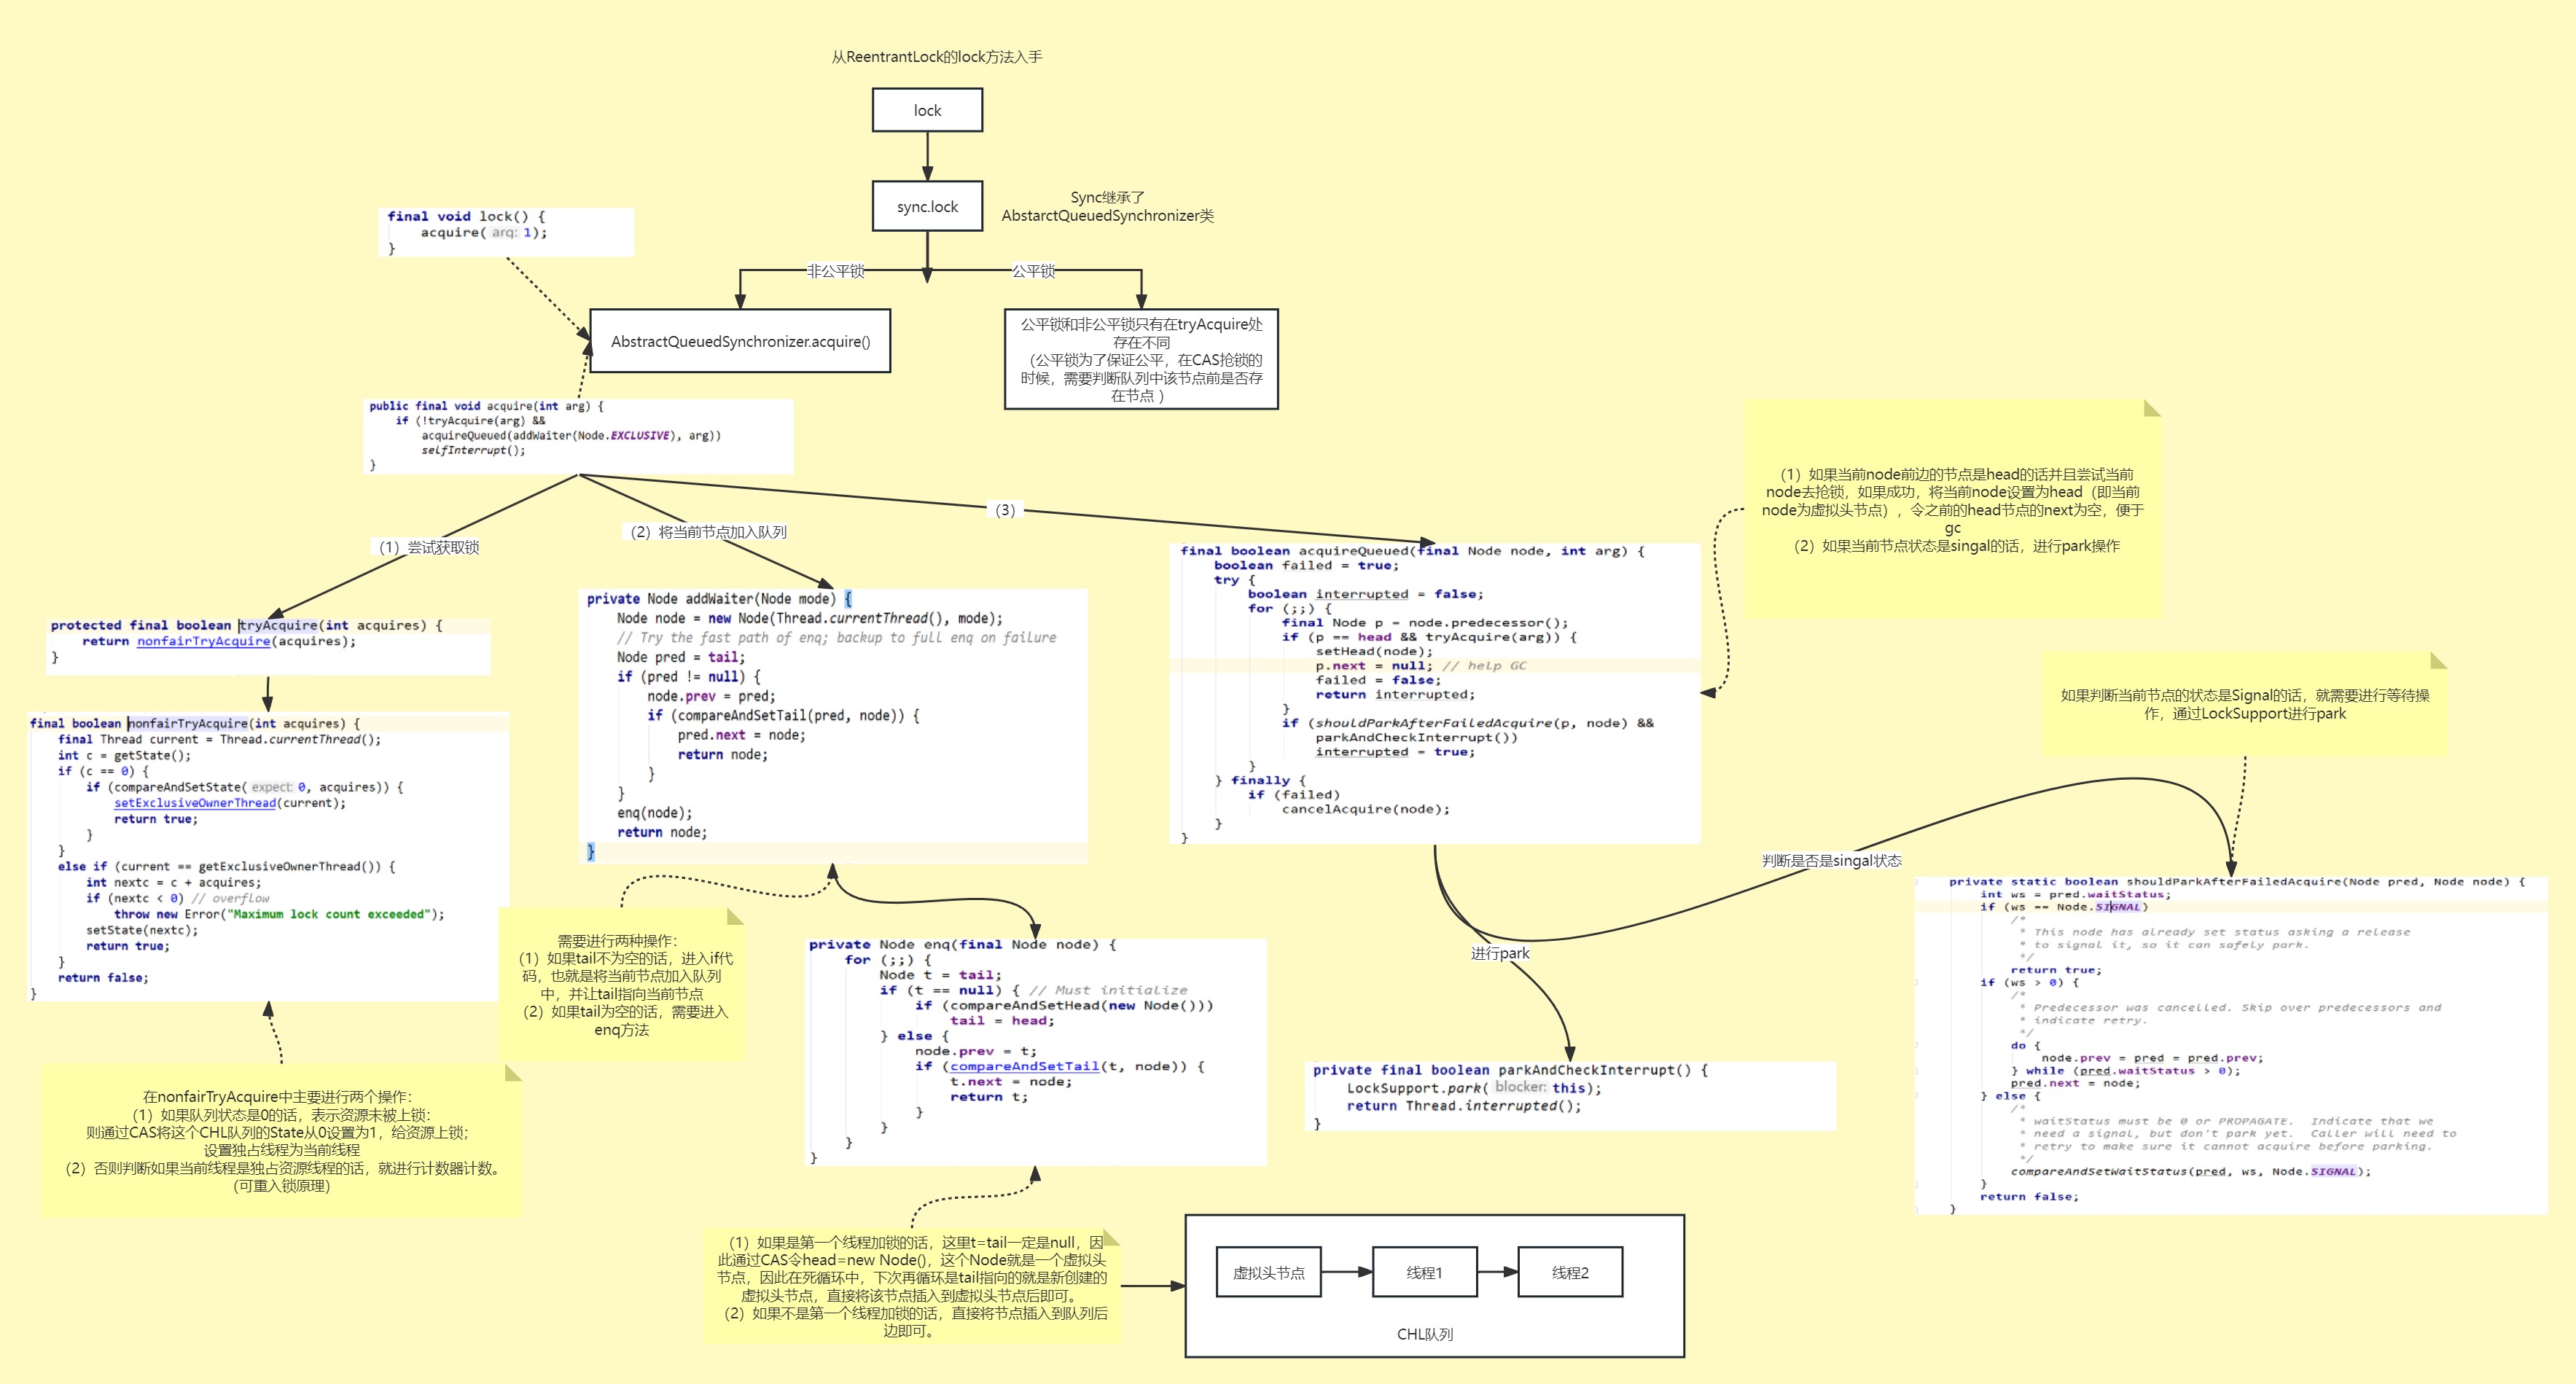 从ReentrantLock的lock方法入手
lock
sync.lock
Sync继承了
AbstarctQueuedSynchronizer类
final void lock() {
acquire( arg: 1);
}
非公平锁
公平锁
AbstractQueuedSynchronizer.acquire()
公平锁和非公平锁只有在tryAcquire处
存在不同
（公平锁为了保证公平，在CAS抢锁的
时候，需要判断队列中该节点前是否存
在节点 ）
public final void acquire(int arg) {
if (!tryAcquire(arg) &&
acquireQueued(addWaiter(Node.EXCLUSIVE), arg))
selfInterrupt();
}
（1）尝试获取锁
（2）将当前节点加入队列
（3）
protected final boolean tryAcquire(int acquires) {
return nonfairTryAcquire(acquires);
}
final boolean nonfairTryAcquire(int acquires) {
final Thread current = Thread.currentThread();
int c = getState();
if (c == 0) {
if (compareAndSetState( expect: 0, acquires)) {
setExclusiveOwnerThread(current);
return true;
}
}
else if (current == getExclusiveOwnerThread()) {
int nextc = c + acquires;
if (nextc < 0) // overflow
throw new Error("Maximum lock count exceeded");
setState(nextc);
return true;
}
return false;
}
在nonfairTryAcquire中主要进行两个操作：
（1）如果队列状态是0的话，表示资源未被上锁：
则通过CAS将这个CHL队列的State从0设置为1，给资源上锁；
设置独占线程为当前线程
（2）否则判断如果当前线程是独占资源线程的话，就进行计数器计数。
(可重入锁原理)
private Node addWaiter(Node mode) {
Node node = new Node(Thread.currentThread(), mode);
// Try the fast path of enq; backup to full enq on failure
Node pred = tail;
if (pred != null) {
node.prev = pred;
if (compareAndSetTail(pred, node)) {
pred.next = node;
return node;
}
}
enq(node);
return node;
}
需要进行两种操作：
（1）如果tail不为空的话，进入if代
码，也就是将当前节点加入队列
中，并让tail指向当前节点
（2）如果tail为空的话，需要进入
enq方法
private Node enq(final Node node) {
for (;;) {
Node t = tail;
if (t == null) { // Must initialize
if (compareAndSetHead(new Node()))
tail = head;
} else {
node.prev = t;
if (compareAndSetTail(t, node)) {
t.next = node;
return t;
}
}
}
}
（1）如果是第一个线程加锁的话，这里t=tail一定是null，因
此通过CAS令head=new Node()，这个Node就是一个虚拟头
节点，因此在死循环中，下次再循环是tail指向的就是新创建的
虚拟头节点，直接将该节点插入到虚拟头节点后即可。
（2）如果不是第一个线程加锁的话，直接将节点插入到队列后
边即可。
虚拟头节点
线程1
线程2
CHL队列
final boolean acquireQueued(final Node node, int arg) {
boolean failed = true;
try {
boolean interrupted = false;
for (;;) {
final Node p = node.predecessor();
if (p == head && tryAcquire(arg)) {
setHead(node);
p.next = null; // help GC
failed = false;
return interrupted;
}
if (shouldParkAfterFailedAcquire(p, node) &&
parkAndCheckInterrupt())
interrupted = true;
}
} finally {
if (failed)
cancelAcquire(node);
}
}
（1）如果当前node前边的节点是head的话并且尝试当前
node去抢锁，如果成功，将当前node设置为head（即当前
node为虚拟头节点），令之前的head节点的next为空，便于
gc
（2）如果当前节点状态是singal的话，进行park操作
进行park
判断是否是singal状态
private final boolean parkAndCheckInterrupt() {
LockSupport.park( blocker: this);
return Thread.interrupted();
}
如果判断当前节点的状态是Signal的话，就需要进行等待操
作，通过LockSupport进行park
private static boolean shouldParkAfterFailedAcquire(Node pred, Node node) {
int ws = pred.waitStatus;
if (ws == Node.SIGNAL)
/*
* This node has already set status asking a release
* to signal it, so it can safely park.
*/
return true;
if (ws > 0) {
/*
* Predecessor was cancelled. Skip over predecessors and
* indicate retry.
*/
do {
node.prev = pred = pred.prev;
} while (pred.waitStatus > 0);
pred.next = node;
} else {
/*
* waitStatus must be 0 or PROPAGATE.  Indicate that we
* need a signal, but don't park yet.  Caller will need to
* retry to make sure it cannot acquire before parking.
*/
compareAndSetWaitStatus(pred, ws, Node.SIGNAL);
}
return false;
}